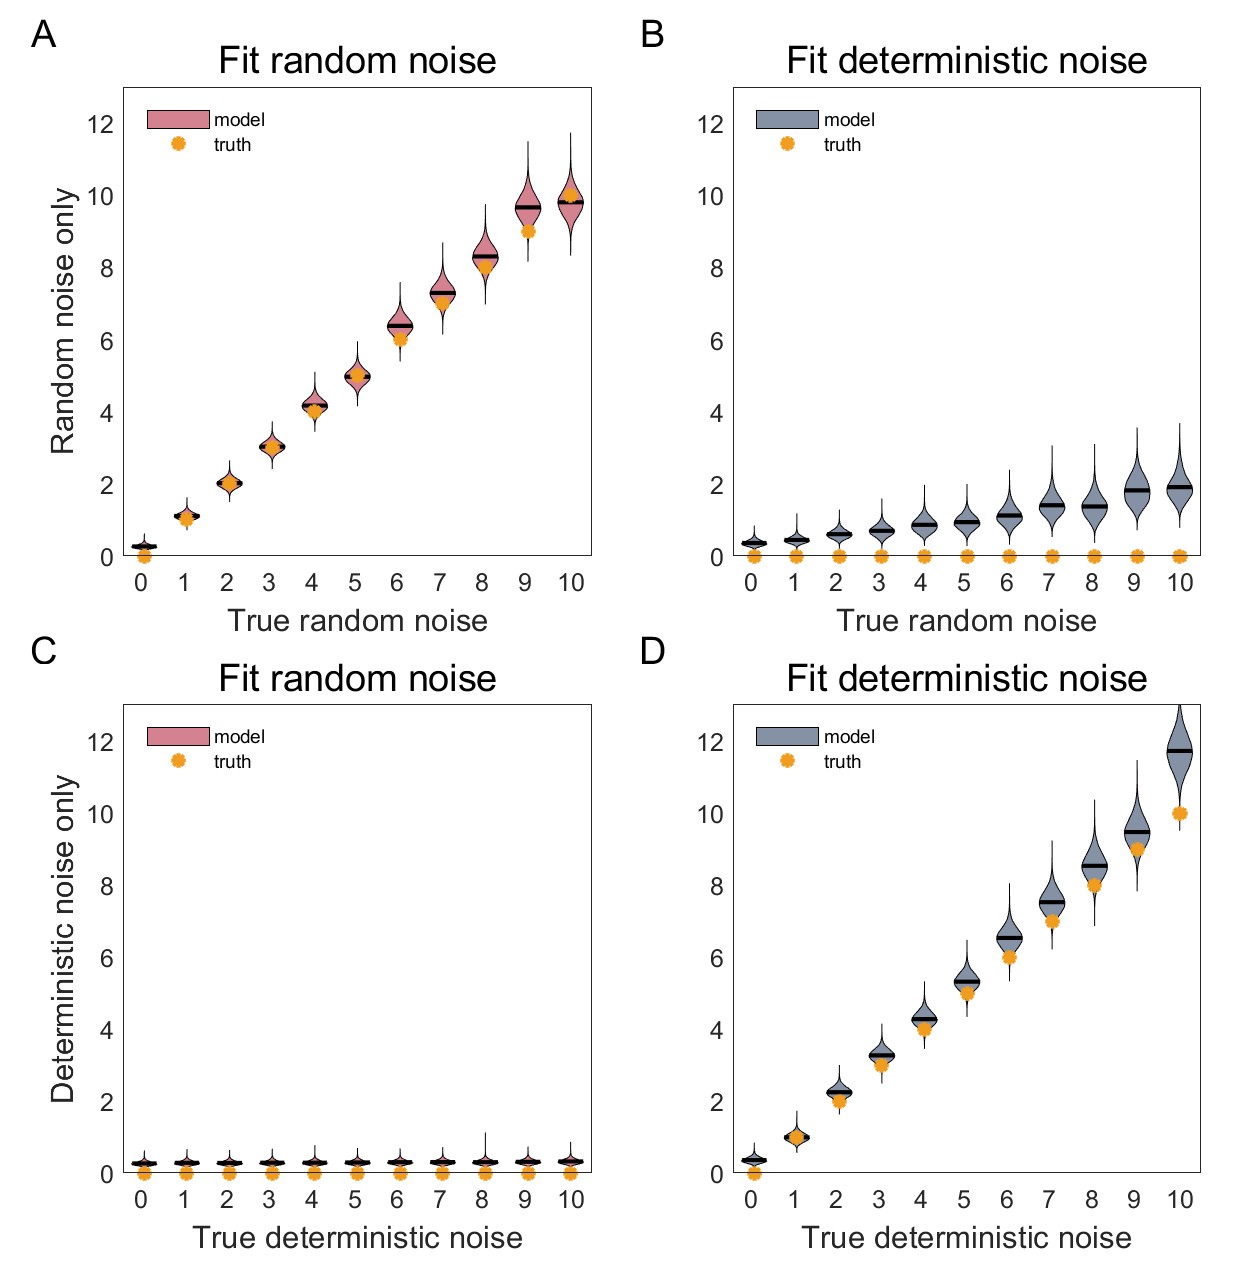 A
Fit random noise
model
truth
12
10
8
6
4
2
0
Random noise only
0 1 2 3 4 5 6 7 8 9 10
True random noise
B
Fit deterministic noise
model
truth
12
10
8
6
4
2
0
0 1 2 3 4 5 6 7 8 9 10
True random noise
C
Fit random noise
model
truth
12
10
8
6
4
2
0
Deterministic noise only
0 1 2 3 4 5 6 7 8 9 10
True deterministic noise
D
Fit deterministic noise
model
truth
12
10
8
6
4
2
0
0 1 2 3 4 5 6 7 8 9 10
True deterministic noise